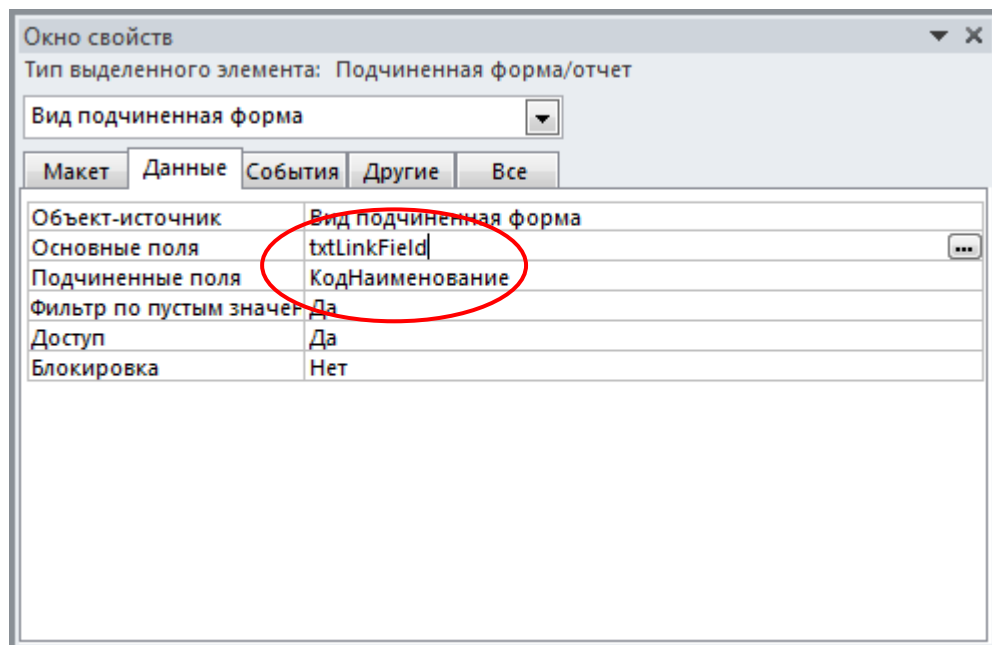 Окно свойств
Тип выделенного элемента: Подчиненная форма/отчет
Вид подчиненная форма
Макет Данные События Другие Все
Объект-источник Вид подчиненная форма
Основные поля txtLinkField
Подчиненные поля КодНаименование
Фильтр по пустым значен Да
Доступ Да
Блокировка Нет